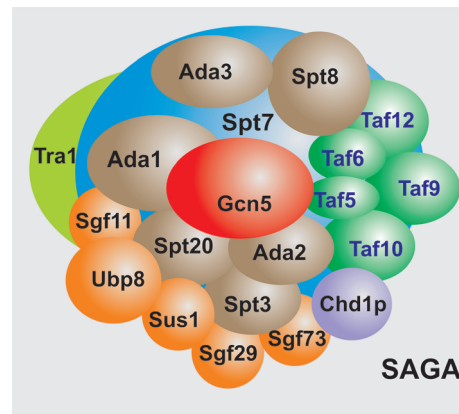 Ada3
Spt8
Spt7
Taf12
Tra1
Ada1
Taf6
Taf5
Taf9
Gcn5
Sgf11
Spt20
Ada2
Taf10
Ubp8
Spt3
Chd1p
Sus1
Sgf29
Sgf73
SAGA